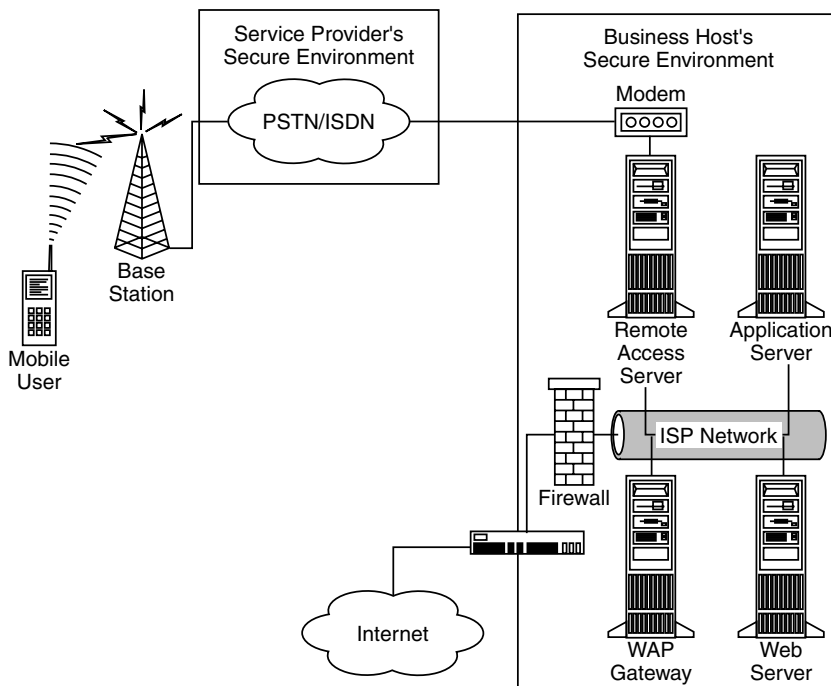 Service Provider's
Secure Environment
Business Host's
Secure Environment
Modem
PSTN/ISDN
Base
Station
Mobile
User
Remote
Access
Server
Application
Server
ISP Network
Firewall
Internet
WAP
Gateway
Web
Server